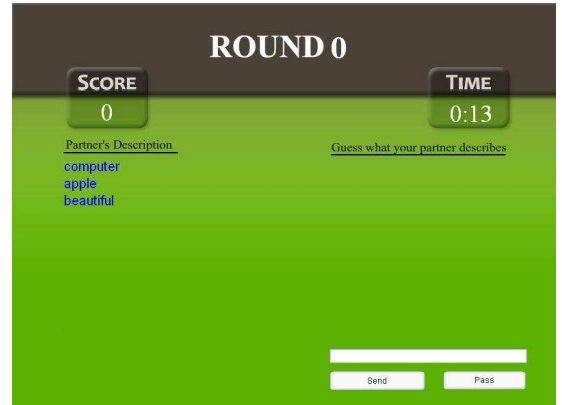 ROUND 0
SCORE
0
TIME
0:13
Partner's Description
computer
apple
beautiful
Guess what your partner describes
Send
Pass